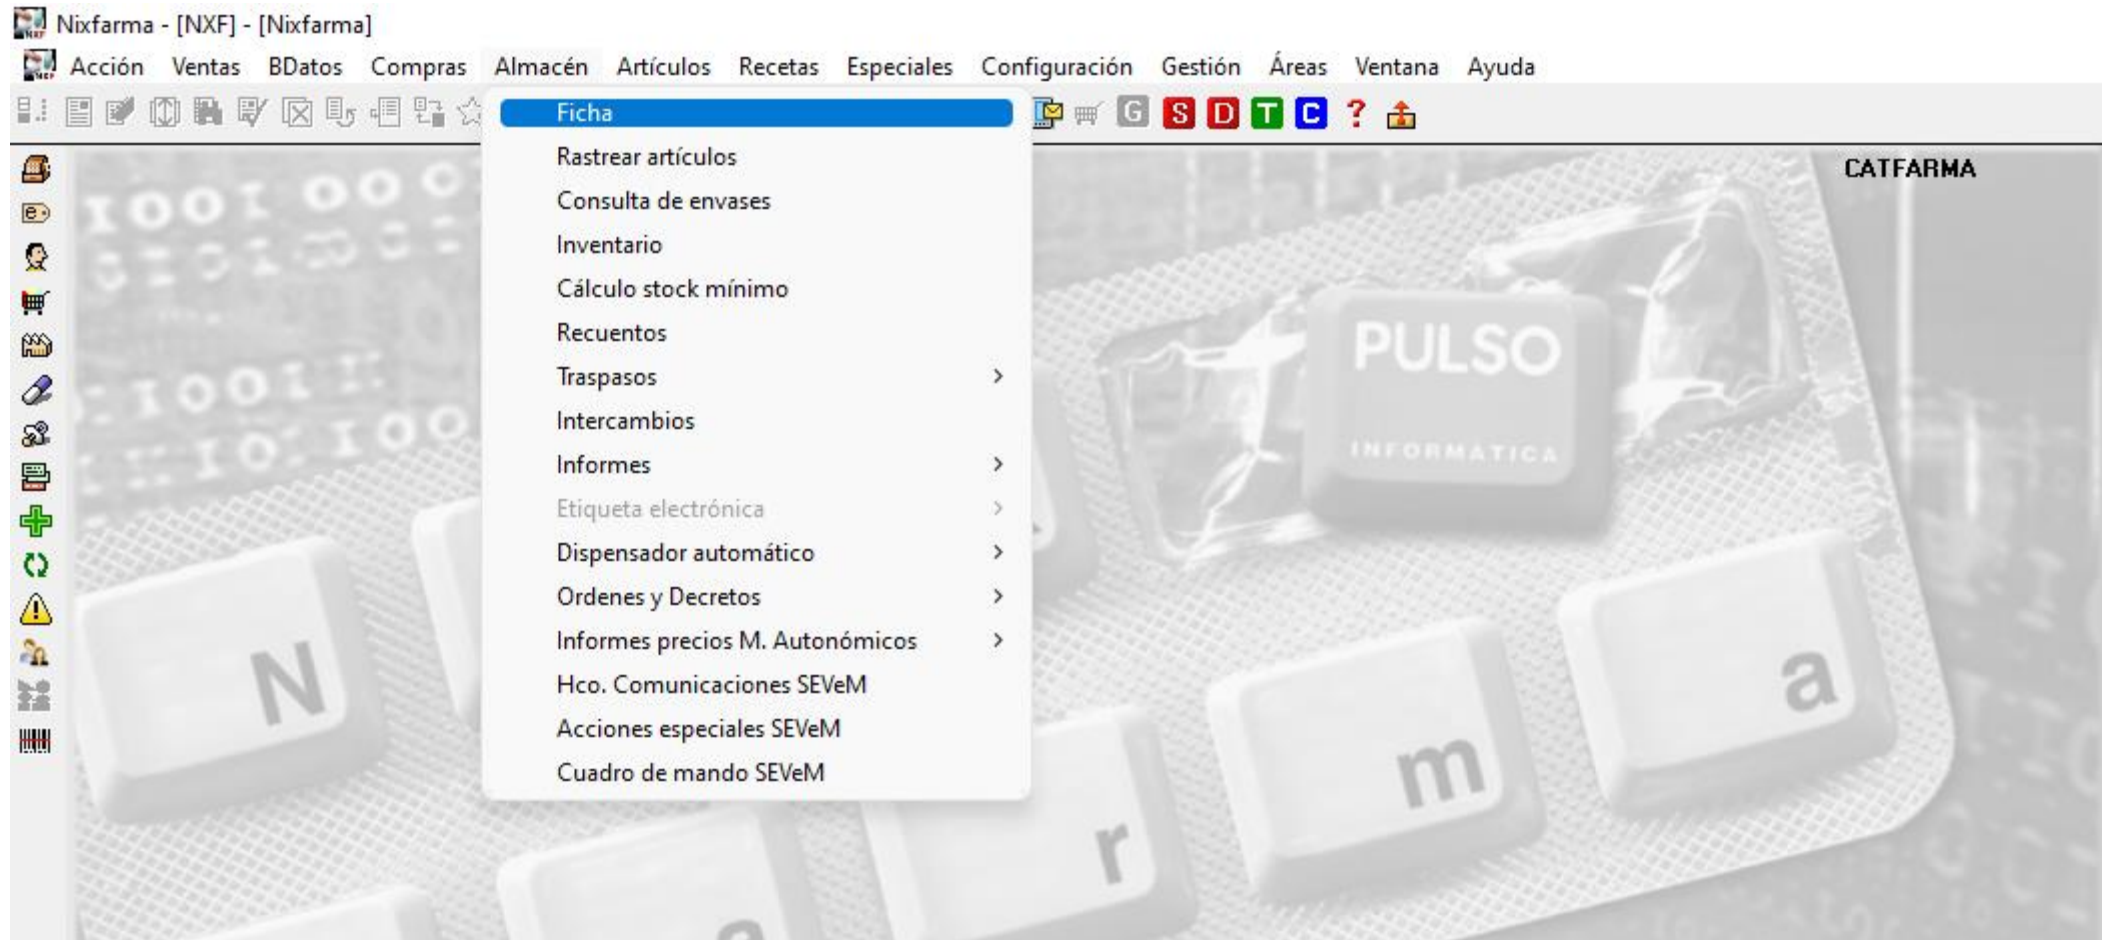 Nixfarma - [NXF] - [Nixfarma]
Acción Ventas BDatos Compras Almacén Artículos Recetas Especiales Configuración Gestión Áreas Ventana Ayuda
G S D T C ?
Ficha
CATFARMA
Rastrear artículos
Consulta de envases
Inventario
Cálculo stock mínimo
Recuentos
Traspasos
Intercambios
Informes
Etiqueta electrónica
Dispensador automático
Ordenes y Decretos
Informes precios M. Autonómicos
Hco. Comunicaciones SEVeM
Acciones especiales SEVeM
Cuadro de mando SEVeM
PULSO
INFORMATICA
N
a
m
r
a